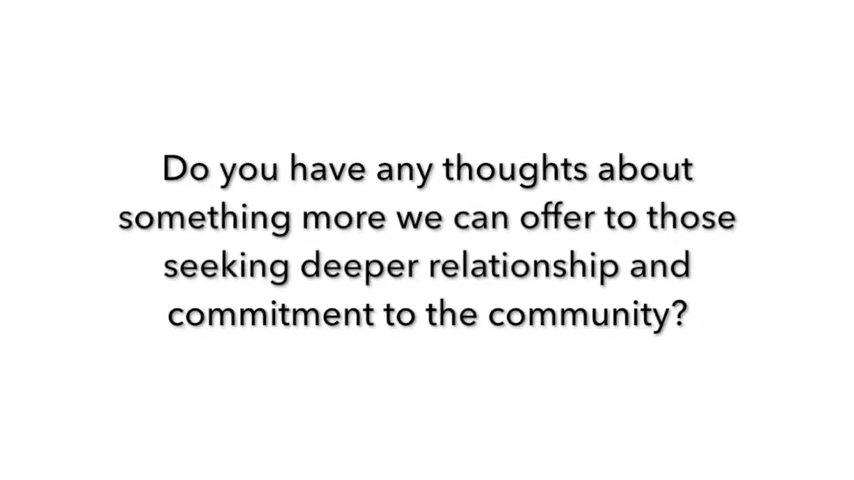 Do you have any thoughts about
something more we can offer to those
seeking deeper relationship and
commitment to the community?